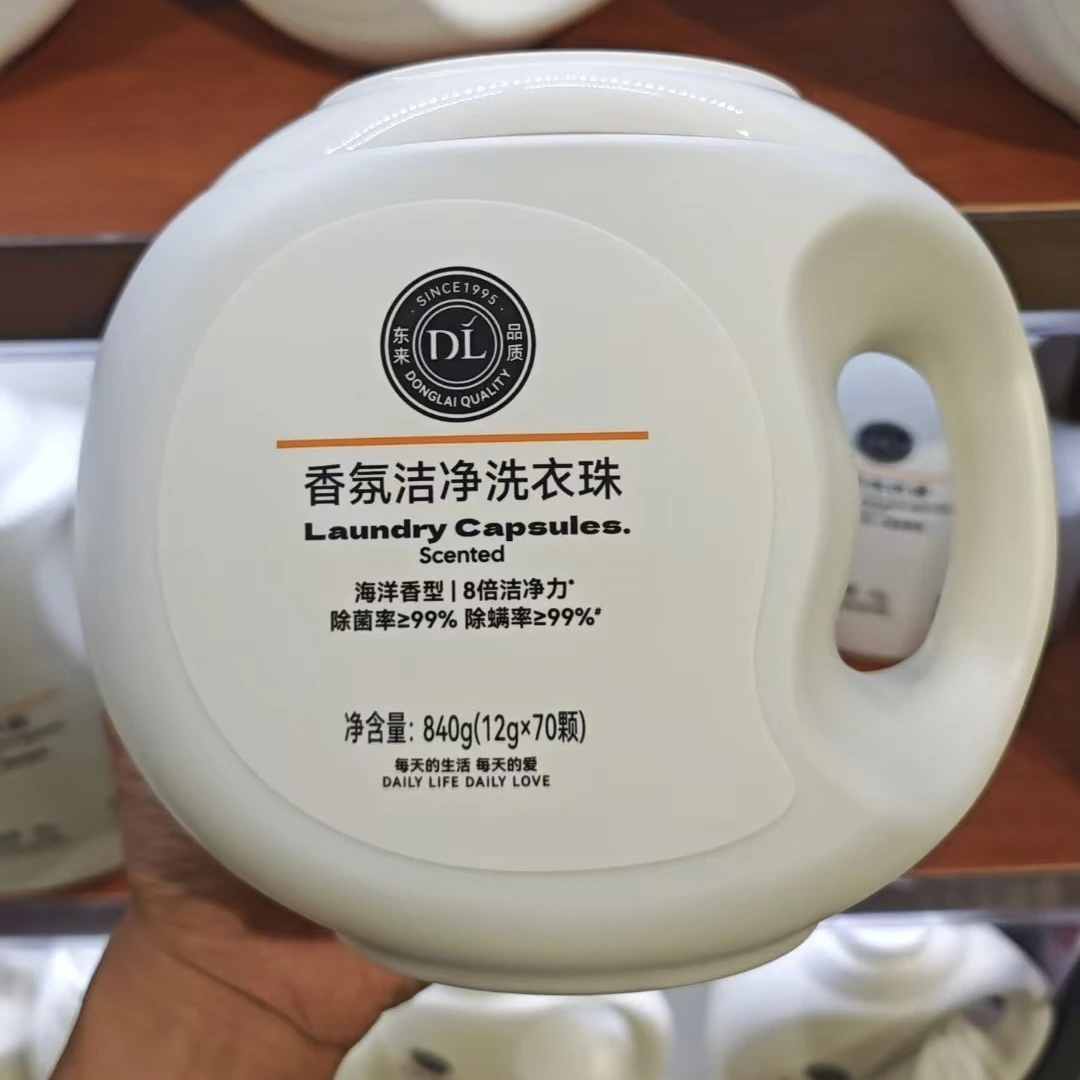 ·SINCE1995·
东来
DĹ
品质
DONGLAI QUALITY
香氛洁净洗衣珠
Laundry Capsules.
Scented
海洋香型 | 8倍洁净力*
除菌率≥99% 除螨率≥99%#
净含量: 840g(12g×70颗)
每天的生活 每天的爱
DAILY LIFE DAILY LOVE